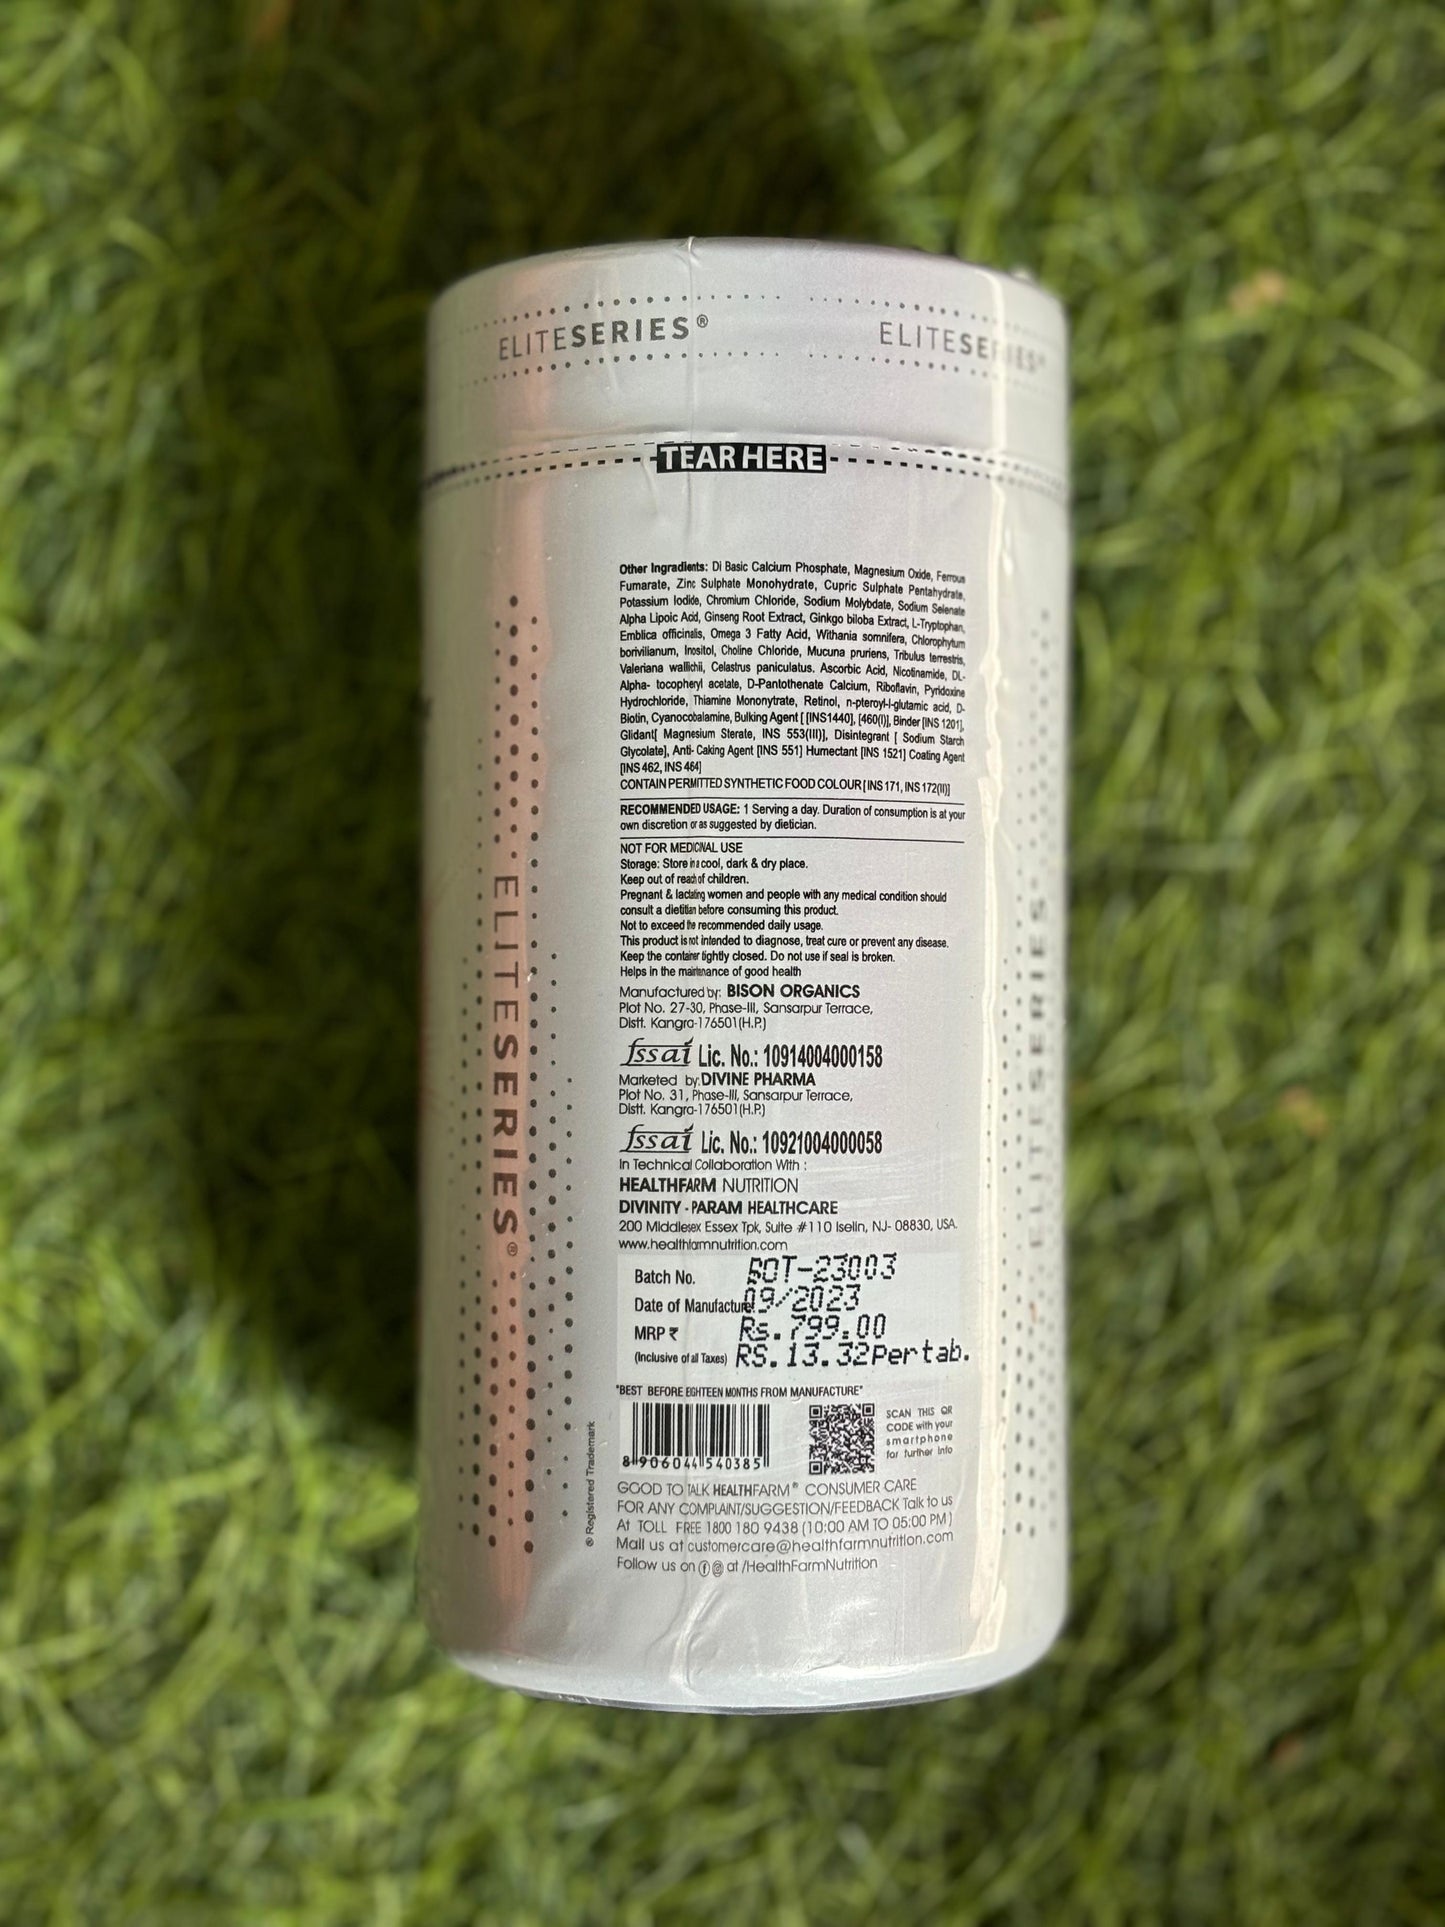 ELITESERIES® ELITESERIES®
TEAR HERE
Other Ingredients: Di Basic Calcium Phosphate, Magnesium Oxide, Ferrous
Fumarate, Zinc Sulphate Monohydrate, Cupric Sulphate Pentahydrate,
Potassium Iodide, Chromium Chloride, Sodium Molybdate, Sodium Selenate
Alpha Lipoic Acid, Ginseng Root Extract, Ginkgo biloba Extract, L-Tryptophan,
Emblica officinalis, Omega 3 Fatty Acid, Withania somnifera, Chlorophytum
borivilianum, Inositol, Choline Chloride, Mucuna pruriens, Tribulus terrestris,
Valeriana wallichii, Celastrus paniculatus. Ascorbic Acid, Nicotinamide, DL-
Alpha- tocopheryl acetate, D-Pantothenate Calcium, Riboflavin, Pyridoxine
Hydrochloride, Thiamine Mononytrate, Retinol, n-pteroyl-l-glutamic acid, D-
Biotin, Cyanocobalamine, Bulking Agent [ [INS1440], [460(I)], Binder [INS 1201],
Glidant[ Magnesium Sterate, INS 553(III)], Disintegrant [ Sodium Starch
Glycolate], Anti- Caking Agent [INS 551] Humectant [INS 1521] Coating Agent
[INS 462, INS 464]
CONTAIN PERMITTED SYNTHETIC FOOD COLOUR [ INS 171, INS 172(II)]
RECOMMENDED USAGE: 1 Serving a day. Duration of consumption is at your
own discretion or as suggested by dietician.
NOT FOR MEDICINAL USE
Storage: Store in a cool, dark & dry place.
Keep out of reach of children.
Pregnant & lactating women and people with any medical condition should
consult a dietitian before consuming this product.
Not to exceed the recommended daily usage.
This product is not intended to diagnose, treat cure or prevent any disease.
Keep the container tightly closed. Do not use if seal is broken.
Helps in the maintenance of good health
Manufactured by: BISON ORGANICS
Plot No. 27-30, Phase-III, Sansarpur Terrace,
Distt. Kangra-176501(H.P.)
fssai Lic. No.: 10914004000158
Marketed by: DIVINE PHARMA
Plot No. 31, Phase-III, Sansarpur Terrace,
Distt. Kangra-176501(H.P.)
fssai Lic. No.: 10921004000058
In Technical Collaboration With :
HEALTHFARM NUTRITION
DIVINITY - PARAM HEALTHCARE
200 Middlesex Essex Tpk, Suite #110 Iselin, NJ- 08830, USA.
www.healthfarmnutrition.com
Batch No. BOT-23003
Date of Manufacture 09/2023
MRP ₹ Rs.799.00
(Inclusive of all Taxes) RS.13.32Per tab.
"BEST BEFORE EIGHTEEN MONTHS FROM MANUFACTURE"
8 906044 540385
SCAN THIS QR
CODE with your
smartphone
for further info
GOOD TO TALK HEALTHFARM® CONSUMER CARE
FOR ANY COMPLAINT/SUGGESTION/FEEDBACK Talk to us
At TOLL FREE 1800 180 9438 (10:00 AM TO 05:00 PM)
Mail us at customercare@healthfarmnutrition.com
Follow us on at /HealthFarmNutrition
® Registered Trademark
ELITESERIES®
ELITESERIES®